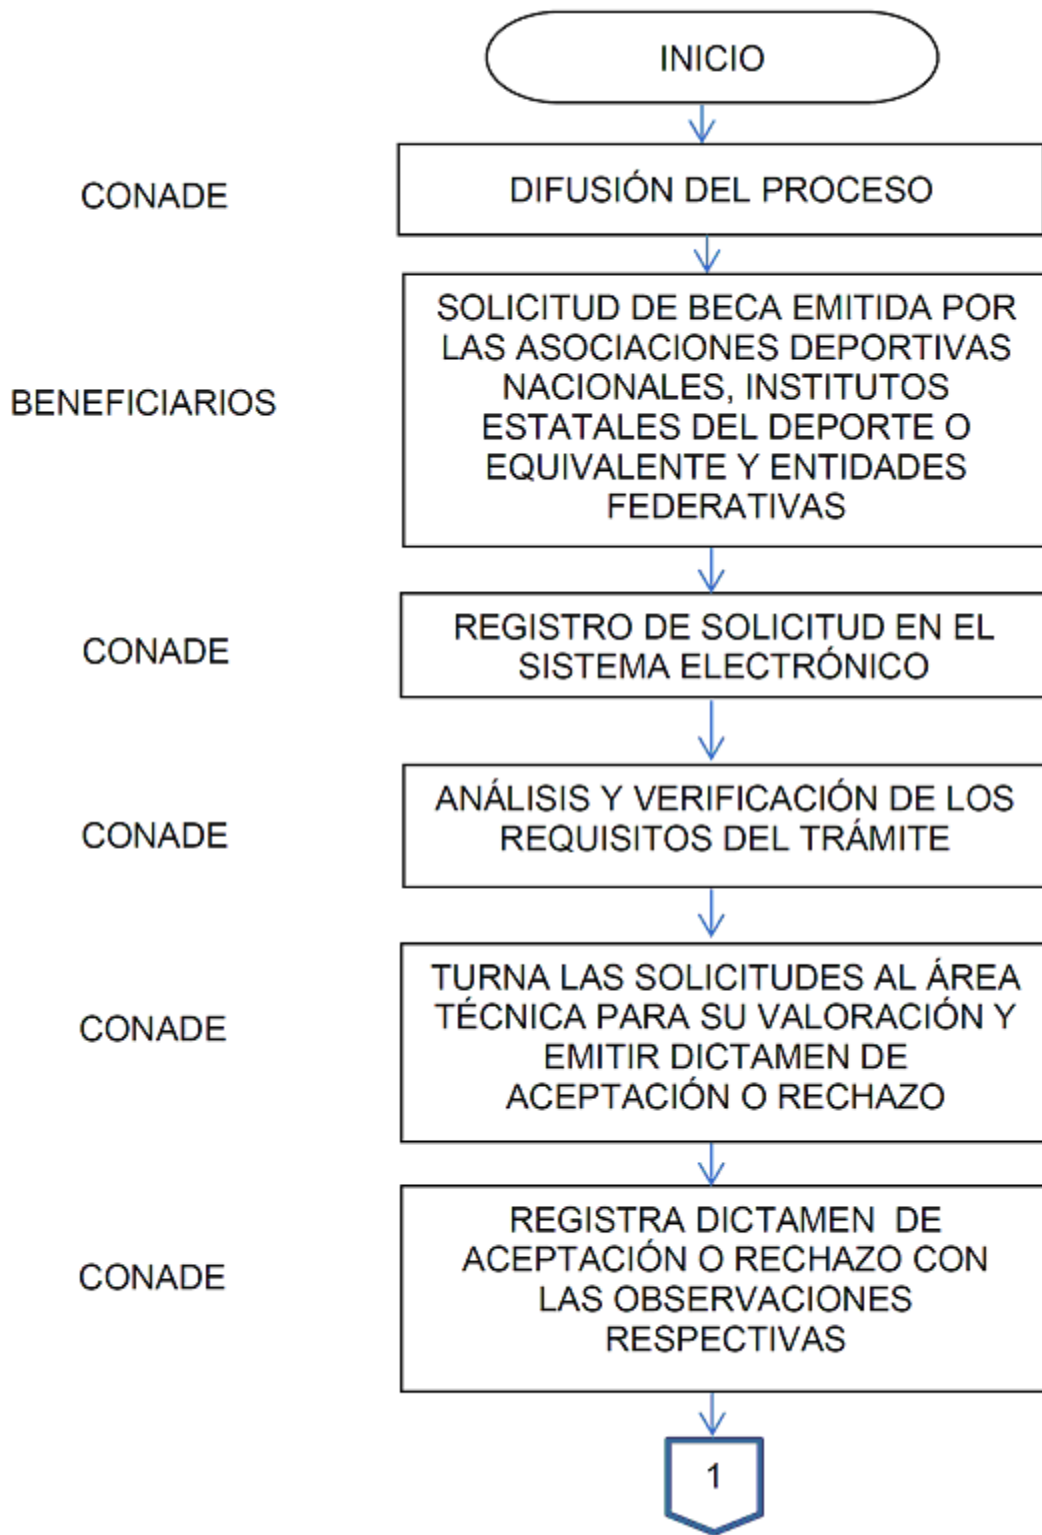 INICIO
CONADE
DIFUSIÓN DEL PROCESO
BENEFICIARIOS
SOLICITUD DE BECA EMITIDA POR
LAS ASOCIACIONES DEPORTIVAS
NACIONALES, INSTITUTOS
ESTATALES DEL DEPORTE O
EQUIVALENTE Y ENTIDADES
FEDERATIVAS
CONADE
REGISTRO DE SOLICITUD EN EL
SISTEMA ELECTRÓNICO
CONADE
ANÁLISIS Y VERIFICACIÓN DE LOS
REQUISITOS DEL TRÁMITE
CONADE
TURNA LAS SOLICITUDES AL ÁREA
TÉCNICA PARA SU VALORACIÓN Y
EMITIR DICTAMEN DE
ACEPTACIÓN O RECHAZO
CONADE
REGISTRA DICTAMEN  DE
ACEPTACIÓN O RECHAZO CON
LAS OBSERVACIONES
RESPECTIVAS
1